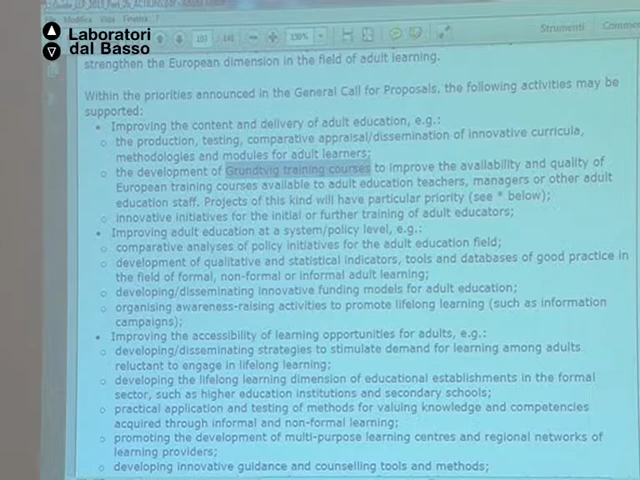 Modifica Vista Finestra ?
Laboratori
dal Basso
103 / 130% Strumenti
strengthen the European dimension in the field of adult learning.
Within the priorities announced in the General Call for Proposals, the following activities may be
supported:
• Improving the content and delivery of adult education, e.g.:
o the production, testing, comparative appraisal/dissemination of innovative curricula,
methodologies and modules for adult learners;
o the development of Grundtvig training courses to improve the availability and quality of
European training courses available to adult education teachers, managers or other adult
education staff. Projects of this kind will have particular priority (see * below);
o innovative initiatives for the initial or further training of adult educators;
• Improving adult education at a system/policy level, e.g.:
o comparative analyses of policy initiatives for the adult education field;
o development of qualitative and statistical indicators, tools and databases of good practice in
the field of formal, non-formal or informal adult learning;
o developing/disseminating innovative funding models for adult education;
o organising awareness-raising activities to promote lifelong learning (such as information
campaigns);
• Improving the accessibility of learning opportunities for adults, e.g.:
o developing/disseminating strategies to stimulate demand for learning among adults
reluctant to engage in lifelong learning;
o developing the lifelong learning dimension of educational establishments in the formal
sector, such as higher education institutions and secondary schools;
o practical application and testing of methods for valuing knowledge and competencies
acquired through informal and non-formal learning;
o promoting the development of multi-purpose learning centres and regional networks of
learning providers;
o developing innovative guidance and counselling tools and methods;